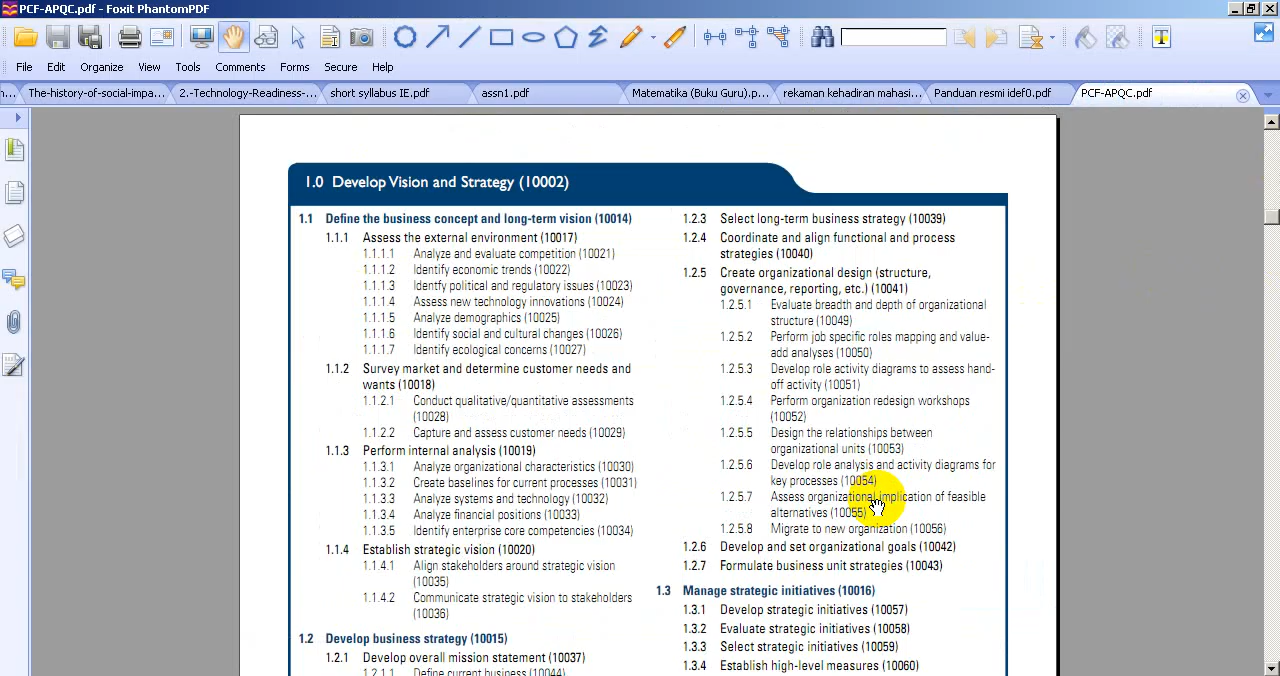 PCF-APQC.pdf - Foxit PhantomPDF
File Edit Organize View Tools Comments Forms Secure Help
The-history-of-social-impa... 2.-Technology-Readiness-... short syllabus IE.pdf assn1.pdf Matematika (Buku Guru).p... rekaman kehadiran mahasi... Panduan resmi idef0.pdf PCF-APQC.pdf
1.0 Develop Vision and Strategy (10002)
1.1 Define the business concept and long-term vision (10014)
1.1.1 Assess the external environment (10017)
1.1.1.1 Analyze and evaluate competition (10021)
1.1.1.2 Identify economic trends (10022)
1.1.1.3 Identfy political and regulatory issues (10023)
1.1.1.4 Assess new technology innovations (10024)
1.1.1.5 Analyze demographics (10025)
1.1.1.6 Identify social and cultural changes (10026)
1.1.1.7 Identify ecological concerns (10027)
1.1.2 Survey market and determine customer needs and
wants (10018)
1.1.2.1 Conduct qualitative/quantitative assessments
(10028)
1.1.2.2 Capture and assess customer needs (10029)
1.1.3 Perform internal analysis (10019)
1.1.3.1 Analyze organizational characteristics (10030)
1.1.3.2 Create baselines for current processes (10031)
1.1.3.3 Analyze systems and technology (10032)
1.1.3.4 Analyze financial positions (10033)
1.1.3.5 Identify enterprise core competencies (10034)
1.1.4 Establish strategic vision (10020)
1.1.4.1 Align stakeholders around strategic vision
(10035)
1.1.4.2 Communicate strategic vision to stakeholders
(10036)
1.2 Develop business strategy (10015)
1.2.1 Develop overall mission statement (10037)
1.2.1.1 Define current business (10044)
1.2.3 Select long-term business strategy (10039)
1.2.4 Coordinate and align functional and process
strategies (10040)
1.2.5 Create organizational design (structure,
governance, reporting, etc.) (10041)
1.2.5.1 Evaluate breadth and depth of organizational
structure (10049)
1.2.5.2 Perform job specific roles mapping and value-
add analyses (10050)
1.2.5.3 Develop role activity diagrams to assess hand-
off activity (10051)
1.2.5.4 Perform organization redesign workshops
(10052)
1.2.5.5 Design the relationships between
organizational units (10053)
1.2.5.6 Develop role analysis and activity diagrams for
key processes (10054)
1.2.5.7 Assess organizational implication of feasible
alternatives (10055)
1.2.5.8 Migrate to new organization (10056)
1.2.6 Develop and set organizational goals (10042)
1.2.7 Formulate business unit strategies (10043)
1.3 Manage strategic initiatives (10016)
1.3.1 Develop strategic initiatives (10057)
1.3.2 Evaluate strategic initiatives (10058)
1.3.3 Select strategic initiatives (10059)
1.3.4 Establish high-level measures (10060)